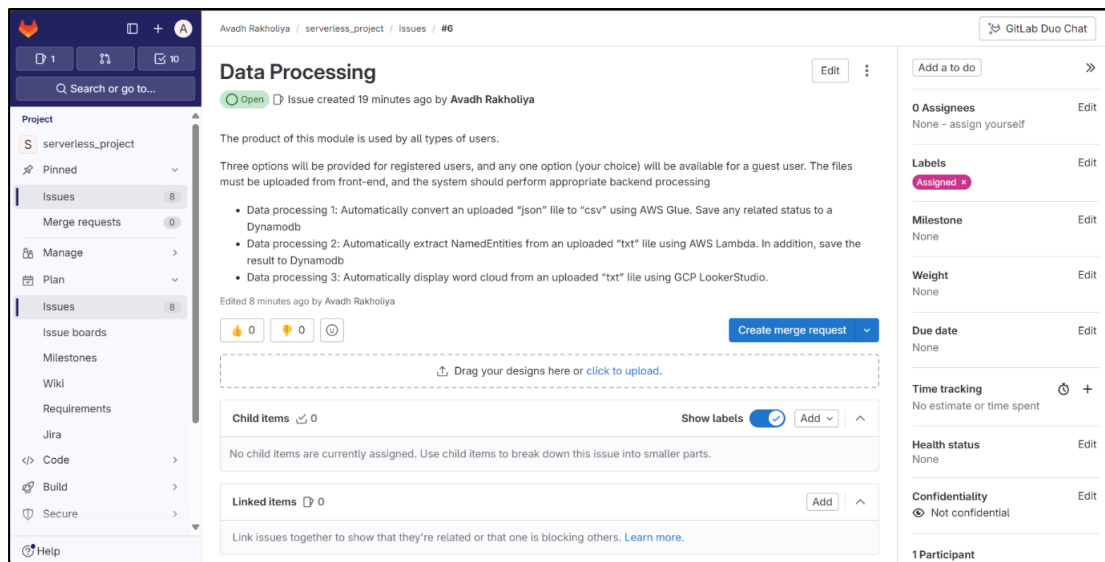 A
1
10
Search or go to...
Project
S serverless_project
Pinned
Issues 8
Merge requests 0
Manage
Plan
Issues 8
Issue boards
Milestones
Wiki
Requirements
Jira
Code
Build
Secure
Help
Avadh Rakholiya / serverless_project / Issues / #6
GitLab Duo Chat
Data Processing
Edit
Open Issue created 19 minutes ago by Avadh Rakholiya
The product of this module is used by all types of users.
Three options will be provided for registered users, and any one option (your choice) will be available for a guest user. The files
must be uploaded from front-end, and the system should perform appropriate backend processing
• Data processing 1: Automatically convert an uploaded “json” lile to “csv” using AWS Glue. Save any related status to a
Dynamodb
• Data processing 2: Automatically extract NamedEntities from an uploaded “txt” lile using AWS Lambda. In addition, save the
result to Dynamodb
• Data processing 3: Automatically display word cloud from an uploaded “txt” lile using GCP LookerStudio.
Edited 8 minutes ago by Avadh Rakholiya
0
0
Create merge request
Drag your designs here or click to upload.
Child items 0
Show labels
Add
No child items are currently assigned. Use child items to break down this issue into smaller parts.
Linked items 0
Add
Link issues together to show that they're related or that one is blocking others. Learn more.
Add a to do
0 Assignees Edit
None - assign yourself
Labels Edit
Assigned ×
Milestone Edit
None
Weight Edit
None
Due date Edit
None
Time tracking
No estimate or time spent
Health status Edit
None
Confidentiality Edit
Not confidential
1 Participant